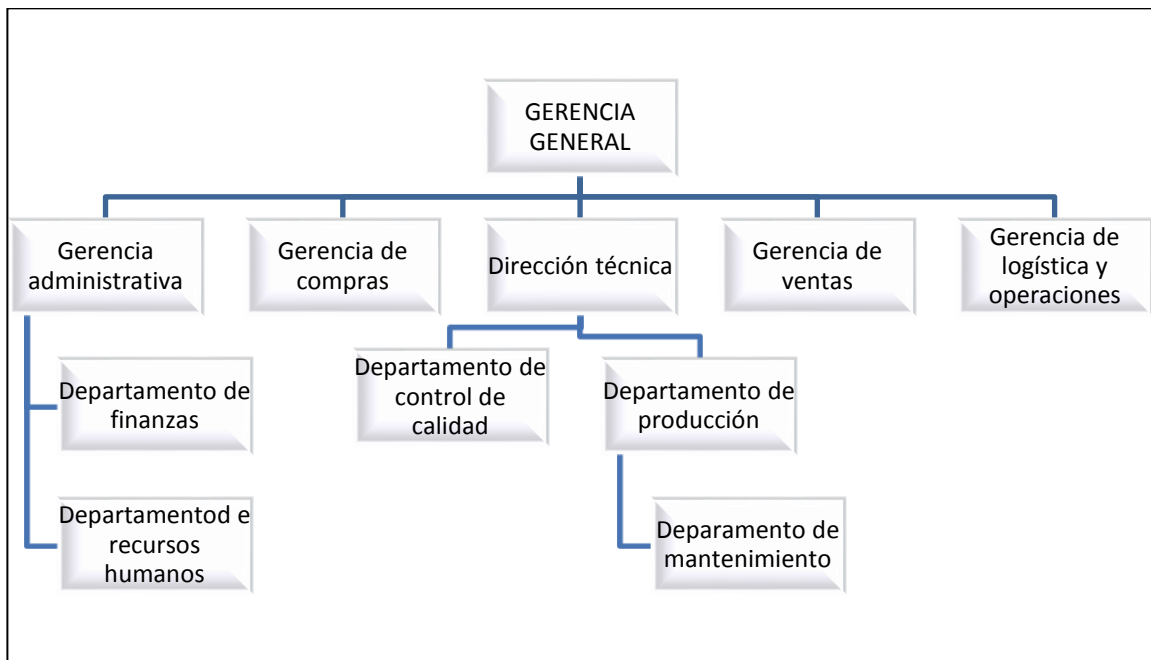 GERENCIA
GENERAL
Gerencia
administrativa
Gerencia de
compras
Dirección técnica
Gerencia de
ventas
Gerencia de
logística y
operaciones
Departamento de
finanzas
Departamentod e
recursos
humanos
Departamento de
control de
calidad
Departamento de
producción
Deparamento de
mantenimiento